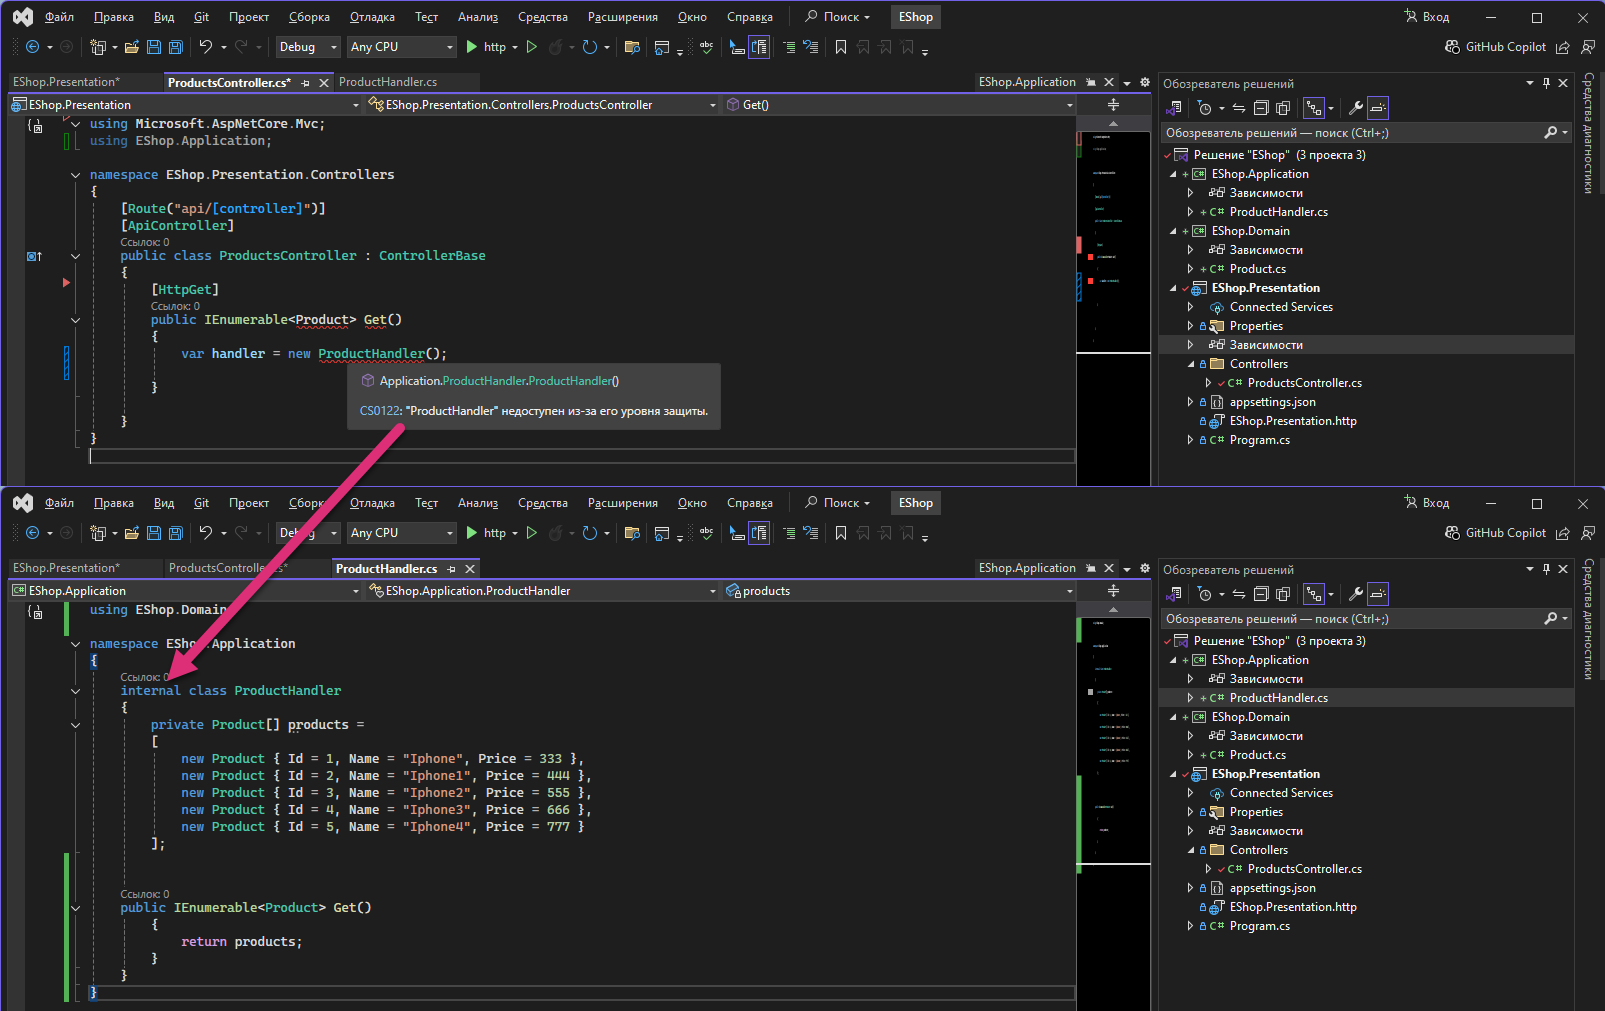 Файл Правка Вид Git Проект Сборка Отладка Тест Анализ Средства Расширения Окно Справка Поиск EShop Вход
Debug Any CPU http abc GitHub Copilot
EShop.Presentation* ProductsController.cs* ProductHandler.cs EShop.Application
EShop.Presentation EShop.Presentation.Controllers.ProductsController Get()
using Microsoft.AspNetCore.Mvc;
using EShop.Application;
namespace EShop.Presentation.Controllers
{
[Route("api/[controller]")]
[ApiController]
Ссылок: 0
public class ProductsController : ControllerBase
{
[HttpGet]
Ссылок: 0
public IEnumerable<Product> Get()
{
var handler = new ProductHandler();
Application.ProductHandler.ProductHandler()
CS0122: "ProductHandler" недоступен из-за его уровня защиты.
}
}
}
Обозреватель решений
Обозреватель решений — поиск (Ctrl+;)
Решение "EShop" (3 проекта 3)
EShop.Application
Зависимости
C# ProductHandler.cs
EShop.Domain
Зависимости
C# Product.cs
EShop.Presentation
Connected Services
Properties
Зависимости
Controllers
C# ProductsController.cs
appsettings.json
EShop.Presentation.http
C# Program.cs
Средства диагностики
Файл Правка Вид Git Проект Сборка Отладка Тест Анализ Средства Расширения Окно Справка Поиск EShop Вход
Debug Any CPU http abc GitHub Copilot
EShop.Presentation* ProductsController.cs* ProductHandler.cs EShop.Application
C# EShop.Application EShop.Application.ProductHandler products
using EShop.Domain
namespace EShop.Application
{
Ссылок: 0
internal class ProductHandler
{
private Product[] products =
[
new Product { Id = 1, Name = "Iphone", Price = 333 },
new Product { Id = 2, Name = "Iphone1", Price = 444 },
new Product { Id = 3, Name = "Iphone2", Price = 555 },
new Product { Id = 4, Name = "Iphone3", Price = 666 },
new Product { Id = 5, Name = "Iphone4", Price = 777 }
];
Ссылок: 0
public IEnumerable<Product> Get()
{
return products;
}
}
}
Обозреватель решений
Обозреватель решений — поиск (Ctrl+;)
Решение "EShop" (3 проекта 3)
EShop.Application
Зависимости
C# ProductHandler.cs
EShop.Domain
Зависимости
C# Product.cs
EShop.Presentation
Connected Services
Properties
Зависимости
Controllers
C# ProductsController.cs
appsettings.json
EShop.Presentation.http
C# Program.cs
Средства диагностики